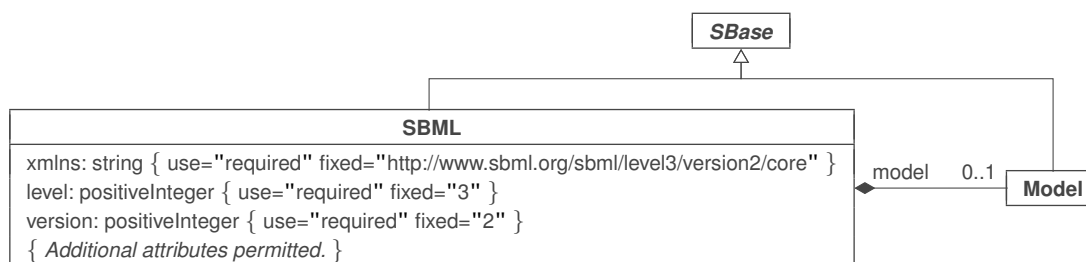 SBase
SBML
xmlns: string { use="required" fixed="http://www.sbml.org/sbml/level3/version2/core" }
level: positiveInteger { use="required" fixed="3" }
version: positiveInteger { use="required" fixed="2" }
{ Additional attributes permitted. }
model 0..1
Model